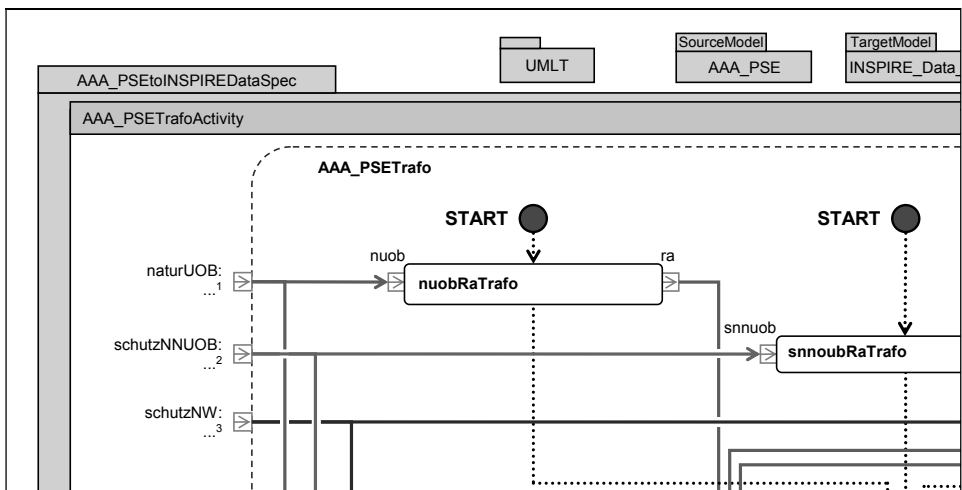 SourceModel
TargetModel
UMLT
AAA_PSE
INSPIRE_Data_
AAA_PSEtoINSPIREDataSpec
AAA_PSETrafoActivity
AAA_PSETrafo
START
START
nuob
ra
naturUOB:
...1
nuobRaTrafo
snnuob
schutzNNUOB:
...2
snnoubRaTrafo
schutzNW:
...3